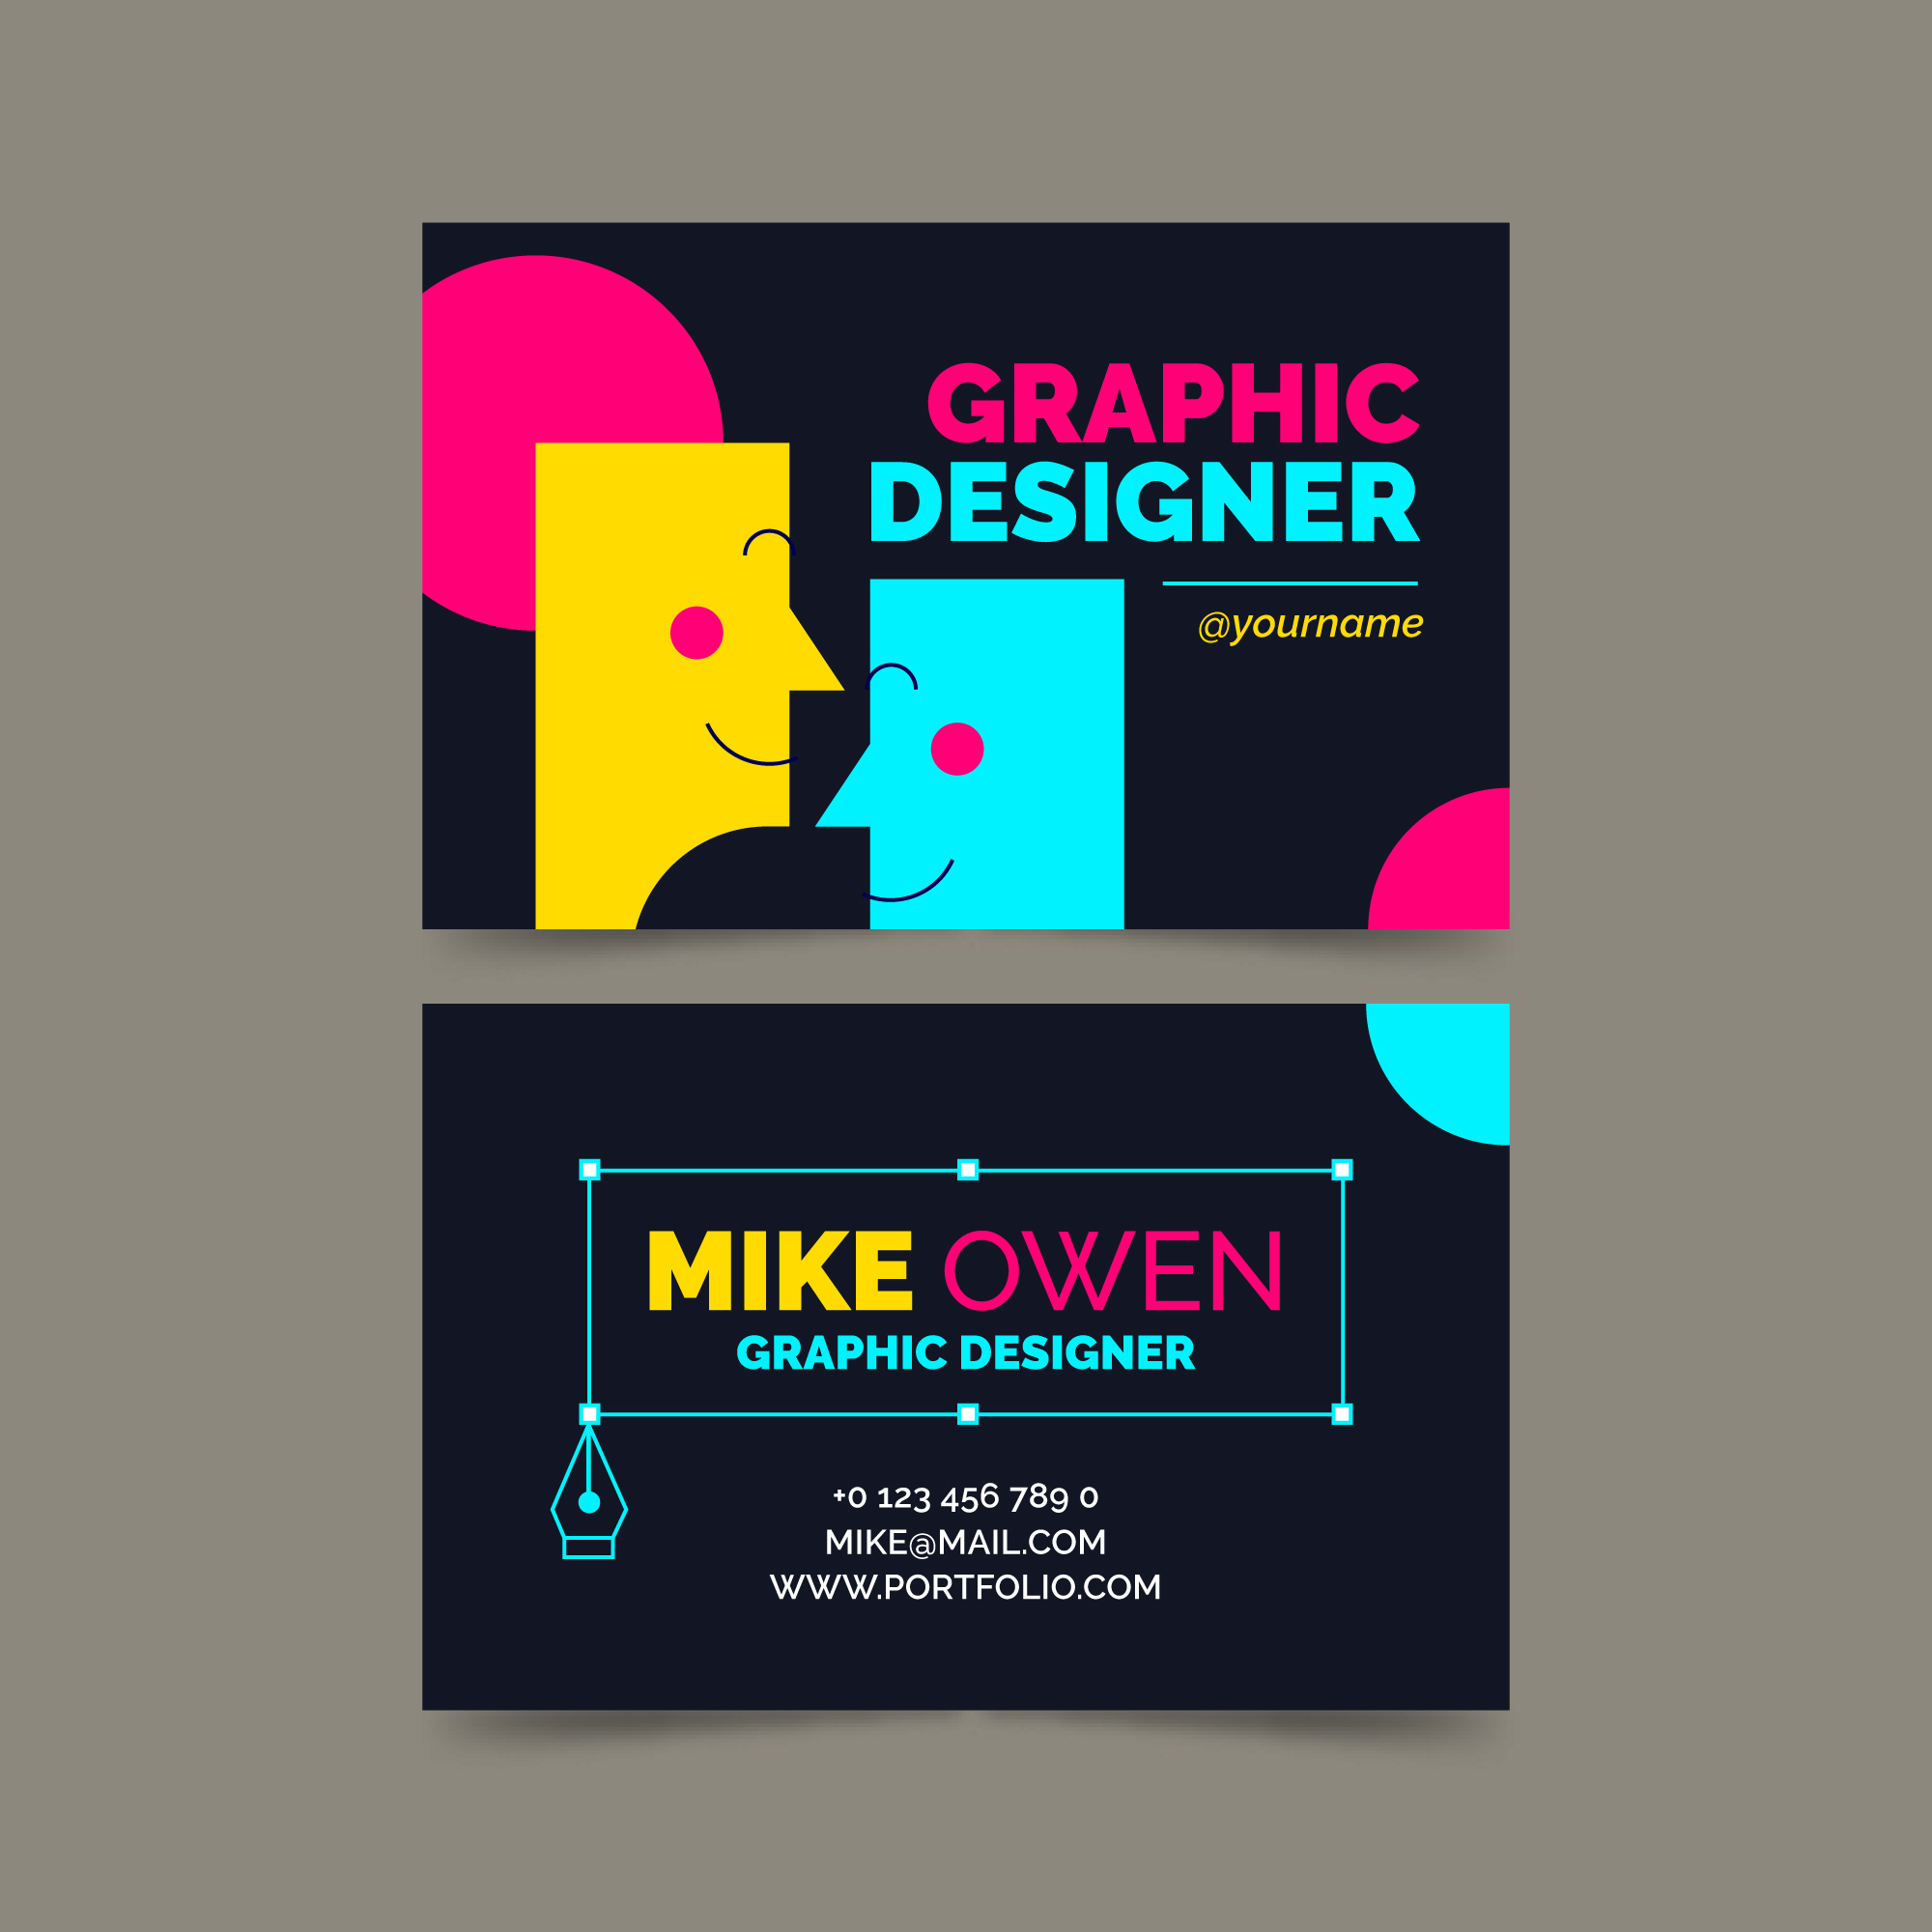 GRAPHIC
DESIGNER
@yourname
MIKE OWEN
GRAPHIC DESIGNER
+0 123 456 789 0
MIKE@MAIL.COM
WWW.PORTFOLIO.COM